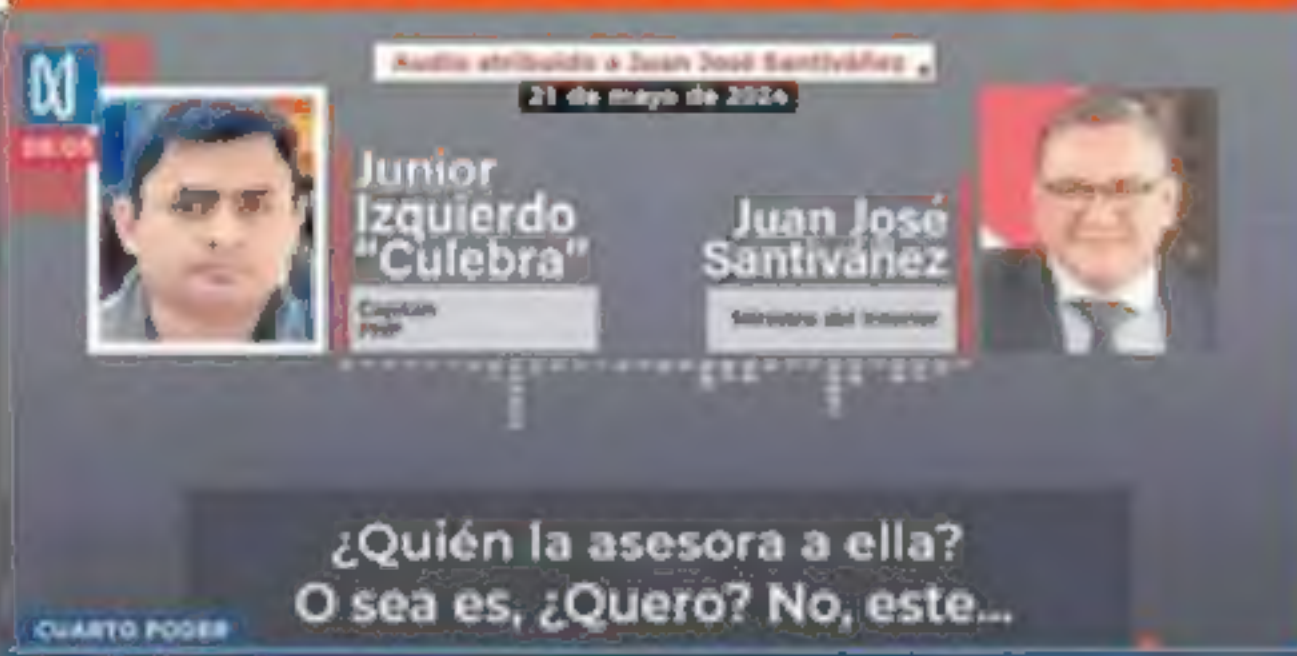 Audio atribuido a Juan José Santiváñez
21 de mayo de 2024
Junior
Izquierdo
"Culebra"
Capitán
PNP
Juan José
Santiváñez
Ministro del Interior
¿Quién la asesora a ella?
O sea es, ¿Quero? No, este...
CUARTO PODER